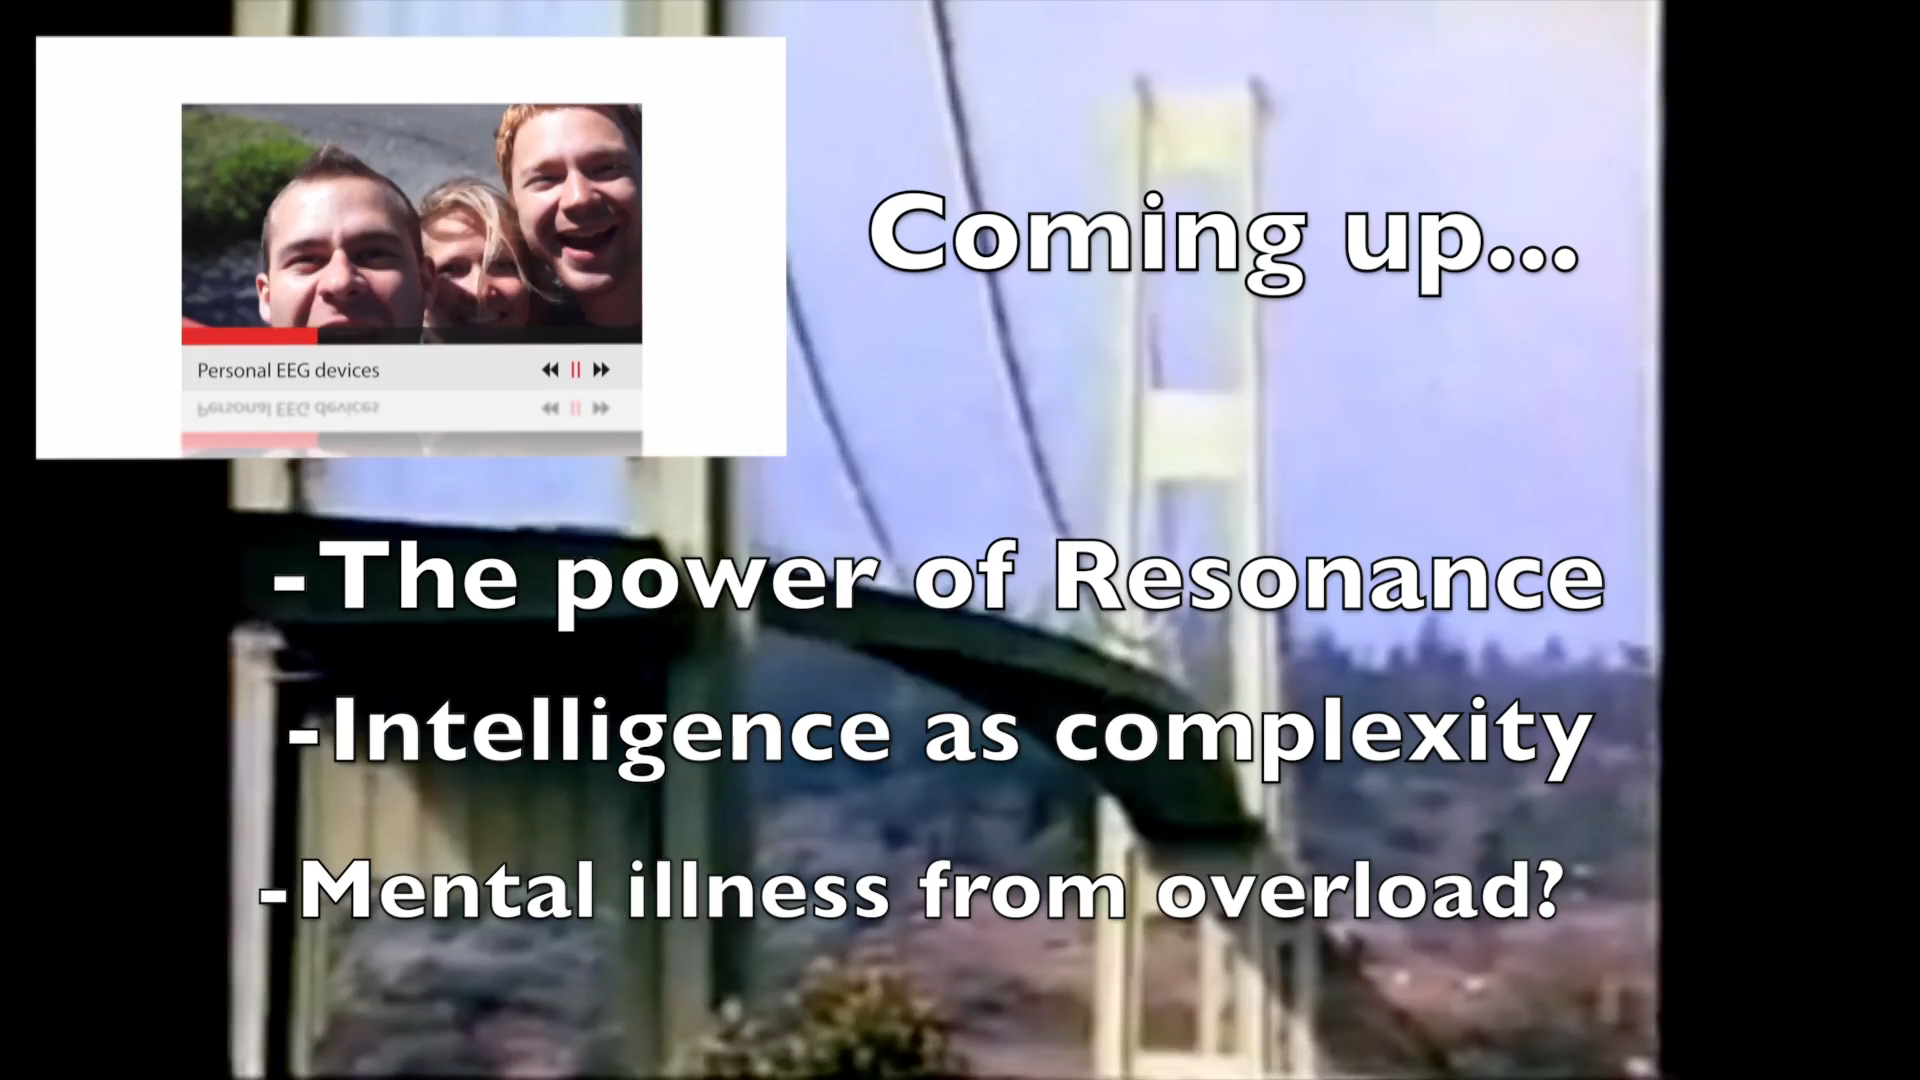 Coming up...
Personal EEG devices
-The power of Resonance
-Intelligence as complexity
-Mental illness from overload?